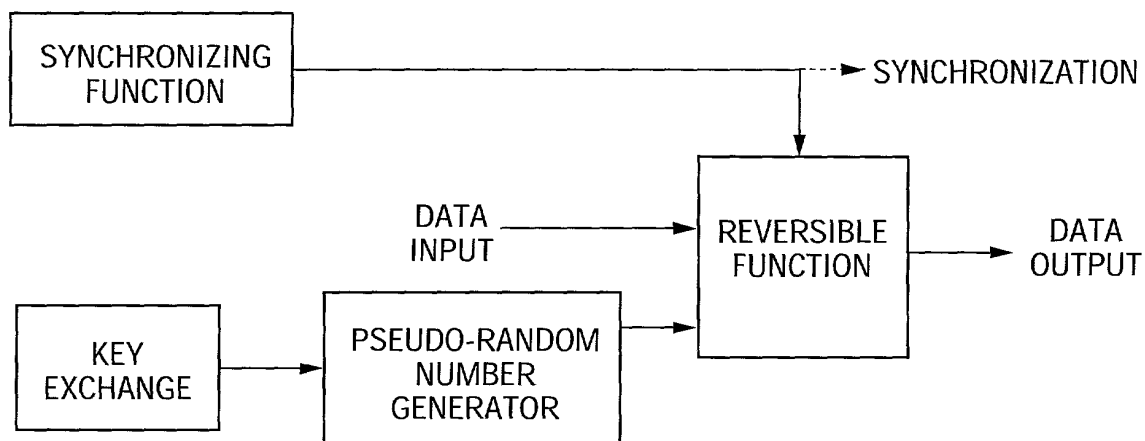 SYNCHRONIZING
FUNCTION
SYNCHRONIZATION
DATA
INPUT
REVERSIBLE
FUNCTION
DATA
OUTPUT
KEY
EXCHANGE
PSEUDO-RANDOM
NUMBER
GENERATOR